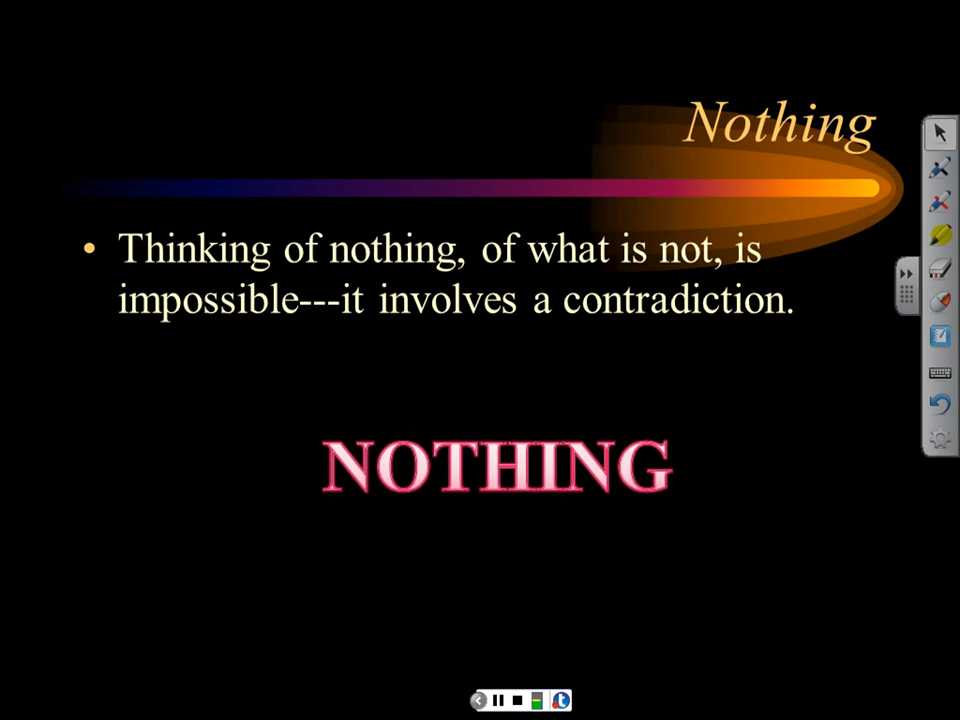 Nothing
• Thinking of nothing, of what is not, is
impossible---it involves a contradiction.
NOTHING